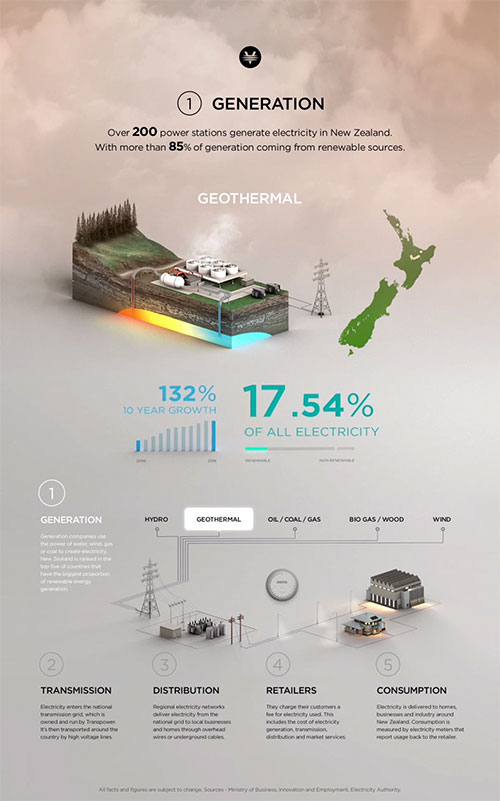 1 GENERATION
Over 200 power stations generate electricity in New Zealand.
With more than 85% of generation coming from renewable sources.
GEOTHERMAL
132%
10 YEAR GROWTH
17.54%
OF ALL ELECTRICITY
2006 2016
RENEWABLE NON RENEWABLE
1
GENERATION
Generation companies use
the power of water, wind, gas
or coal to create electricity.
New Zealand is ranked in the
top five of countries that
have the biggest proportion
of renewable energy
generation.
HYDRO
GEOTHERMAL
OIL / COAL / GAS
BIO GAS / WOOD
WIND
2
TRANSMISSION
Electricity enters the national
transmission grid, which is
owned and run by Transpower.
It's then transported around the
country by high voltage lines.
3
DISTRIBUTION
Regional electricity networks
deliver electricity from the
national grid to local businesses
and homes through overhead
wires or underground cables.
4
RETAILERS
They charge their customers a
fee for electricity used. This
includes the cost of electricity
generation, transmission,
distribution and market services.
5
CONSUMPTION
Electricity is delivered to homes,
businesses and industry around
New Zealand. Consumption is
measured by electricity meters that
report usage back to the retailer.
All facts and figures are subject to change. Sources - Ministry of Business, Innovation and Employment, Electricity Authority.